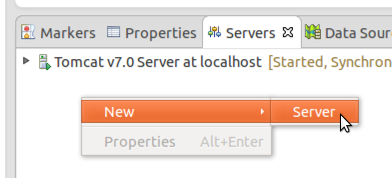 Markers Properties Servers Data Sour
Tomcat v7.0 Server at localhost [Started, Synchron
New Server
Properties Alt+Enter